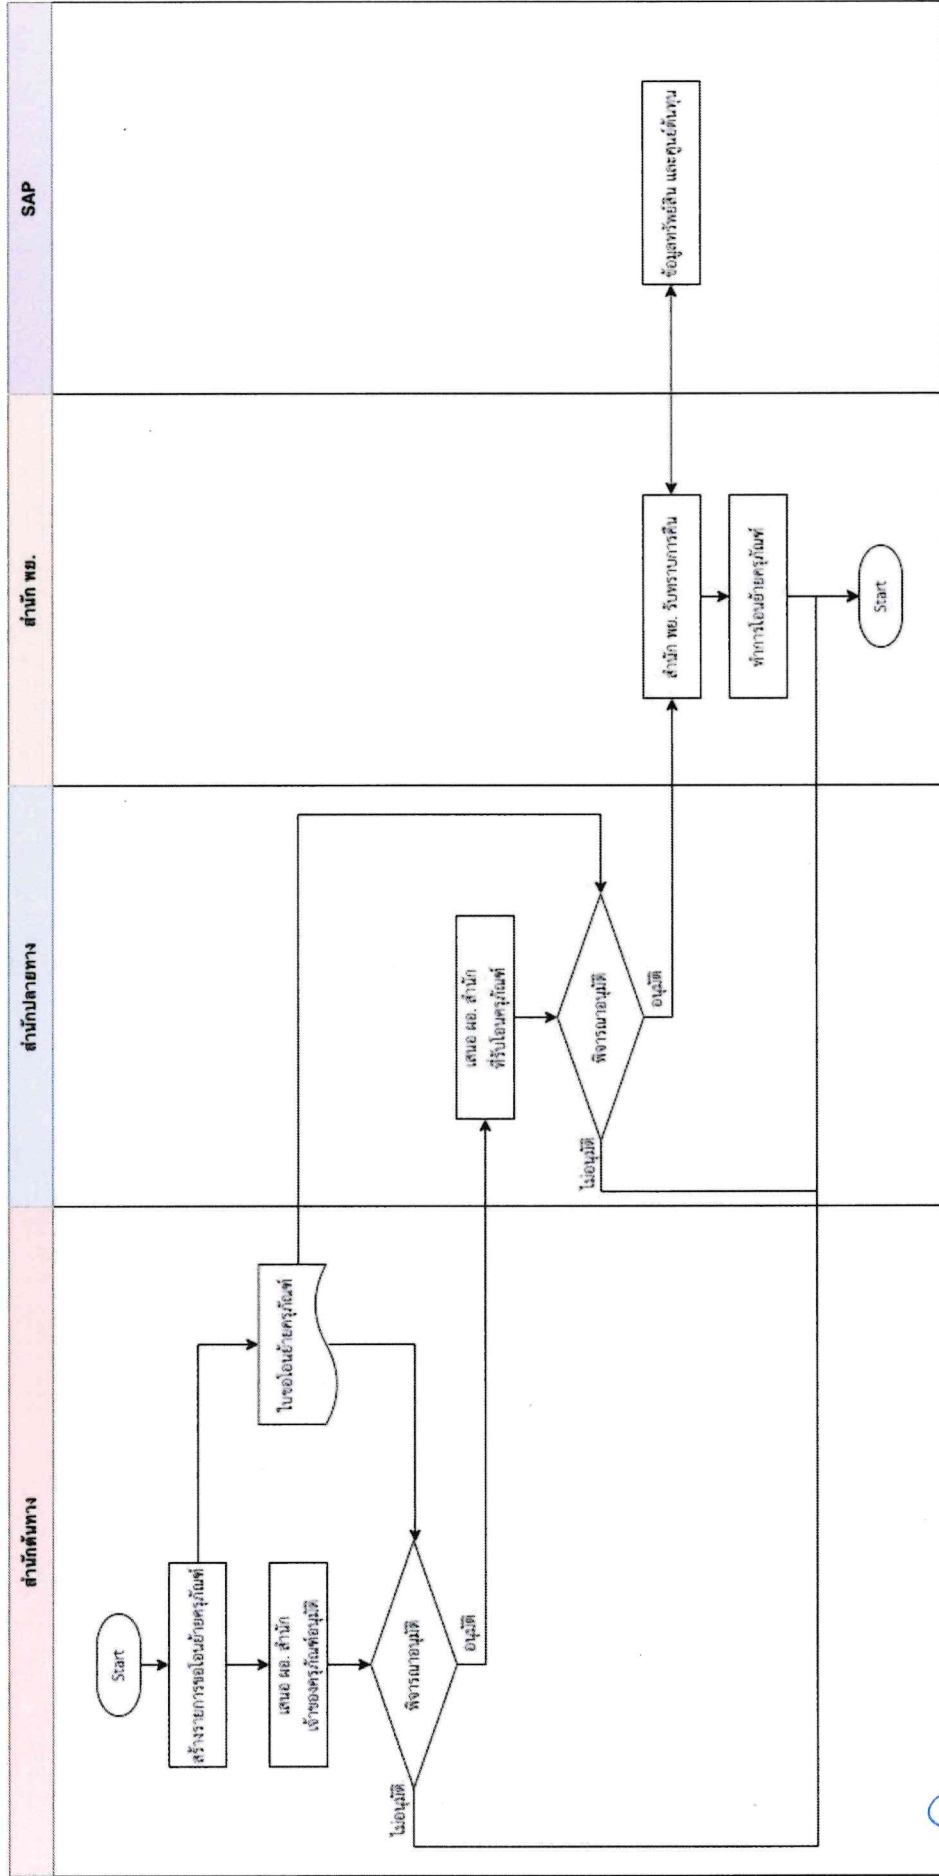 สำนักต้นทาง
สำนักปลายทาง
สำนัก พย.
SAP
Start
สร้างรายการขอโอนย้ายครุภัณฑ์
ใบขอโอนย้ายครุภัณฑ์
เสนอ ผอ. สำนัก
เจ้าของครุภัณฑ์อนุมัติ
พิจารณาอนุมัติ
ไม่อนุมัติ
อนุมัติ
เสนอ ผอ. สำนัก
ที่รับโอนครุภัณฑ์
พิจารณาอนุมัติ
ไม่อนุมัติ
อนุมัติ
สำนัก พย. รับทราบการคืน
ข้อมูลทรัพย์สิน และศูนย์ต้นทุน
ทำการโอนย้ายครุภัณฑ์
Start